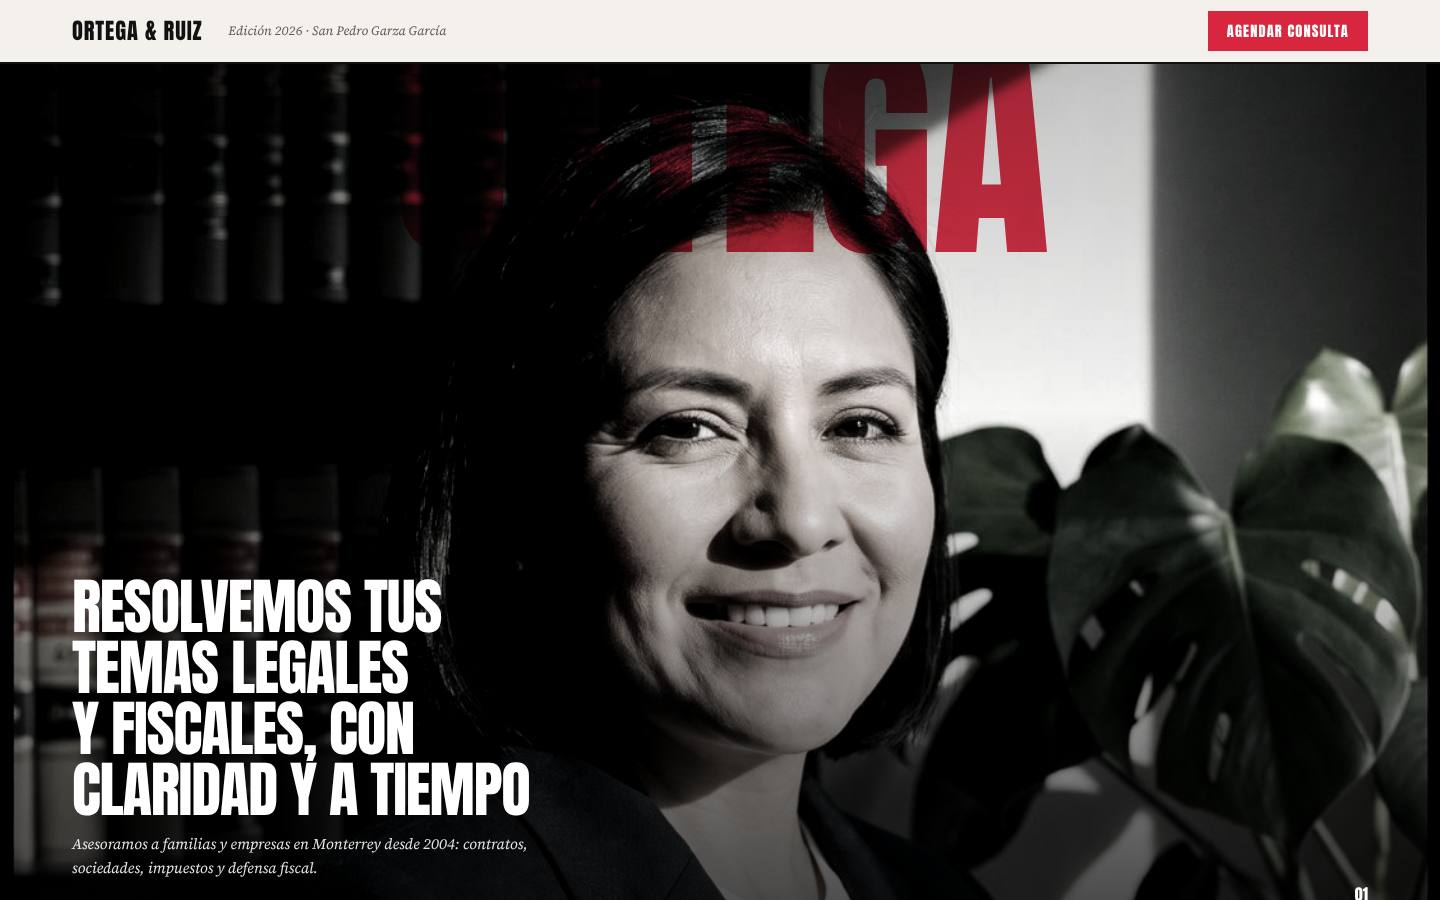 ORTEGA & RUIZ
Edición 2026 · San Pedro Garza García
AGENDAR CONSULTA
TEGA
RESOLVEMOS TUS
TEMAS LEGALES
Y FISCALES, CON
CLARIDAD Y A TIEMPO
Asesoramos a familias y empresas en Monterrey desde 2004: contratos,
sociedades, impuestos y defensa fiscal.
01